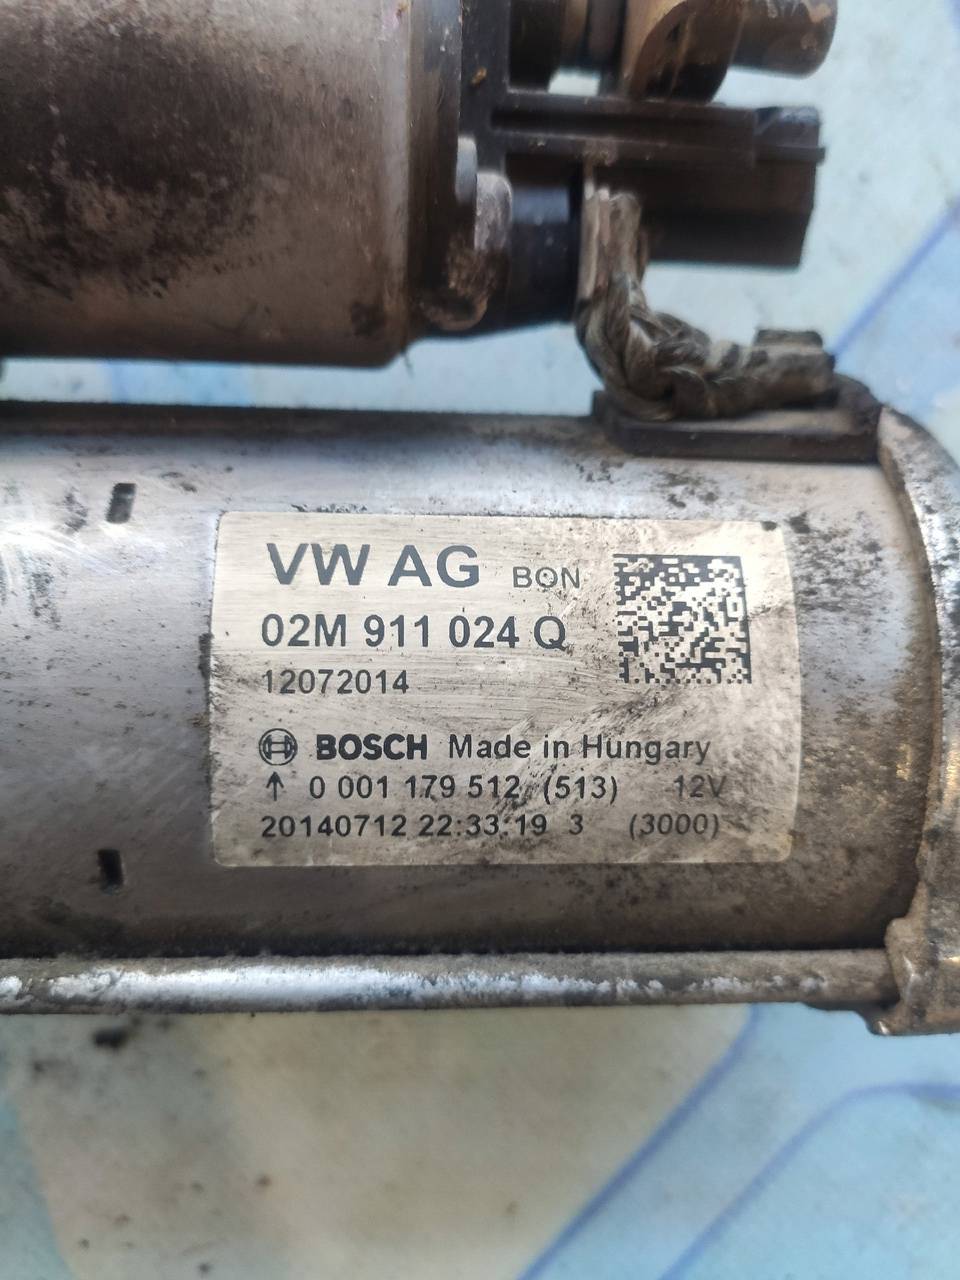 VW AG BON
02M 911 024 Q
12072014
BOSCH Made in Hungary
↑ 0 001 179 512 (513) 12V
20140712 22:33:19 3 (3000)